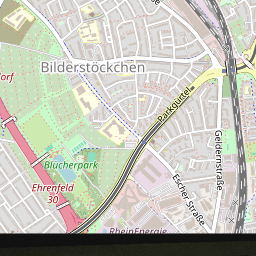 Bilderstöckchen
orf
Parkgürtel
Geldernstraße
Blücherpark
Ehrenfeld
30
Escher Straße
RheinEnergie